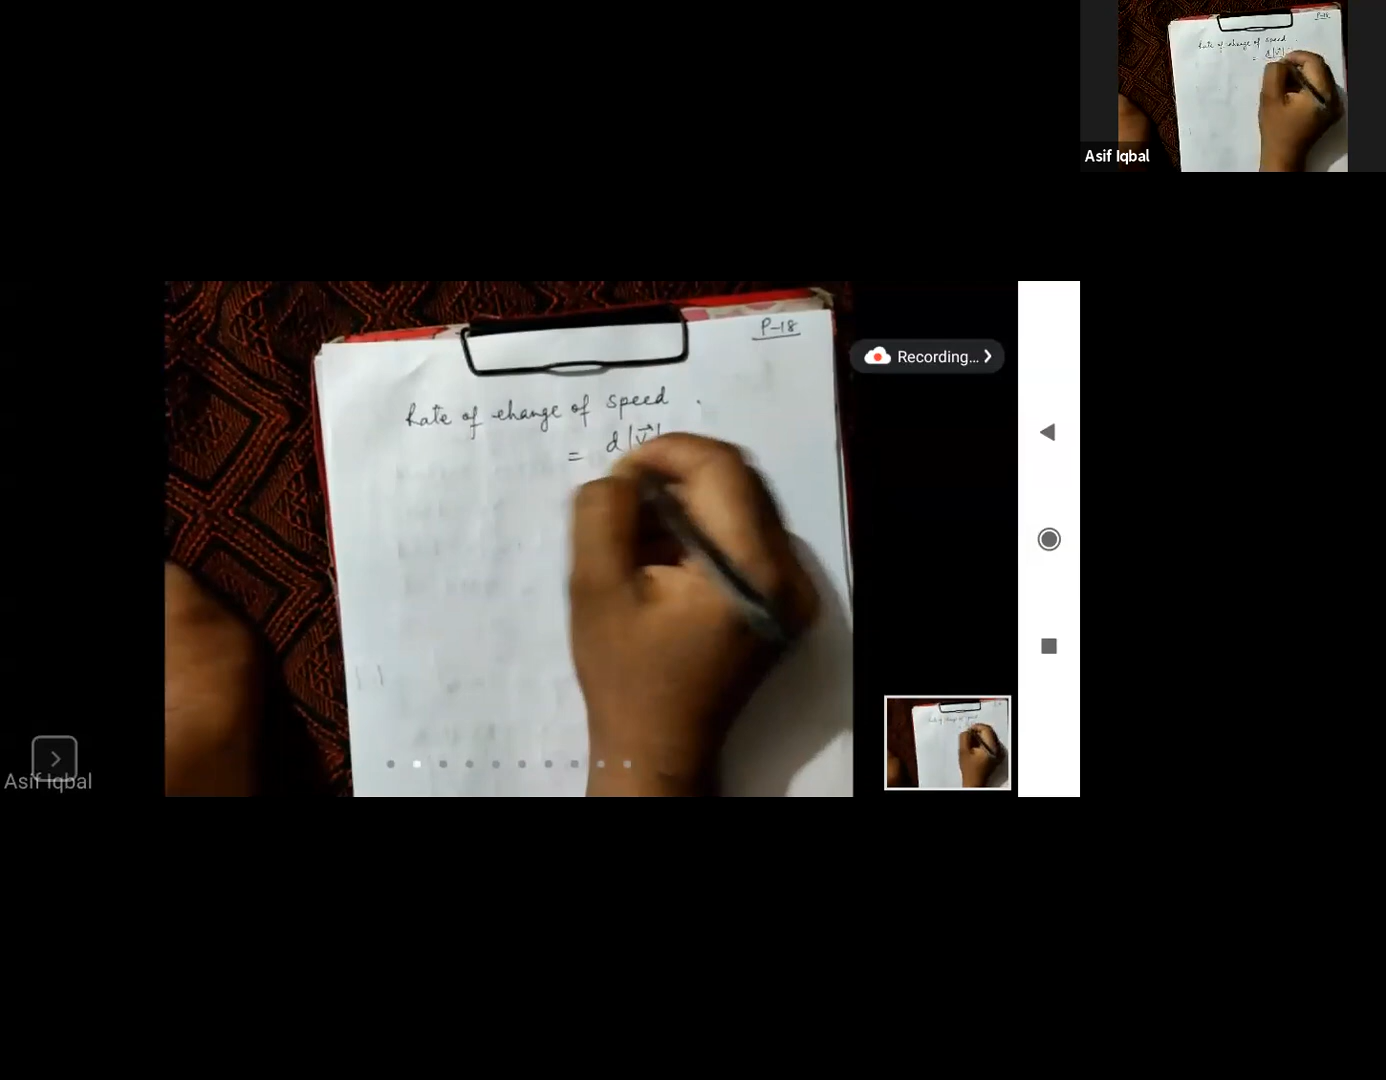 Asif Iqbal
P-18
Recording...
Rate of change of speed .
= d|v⃗|
Asif Iqbal